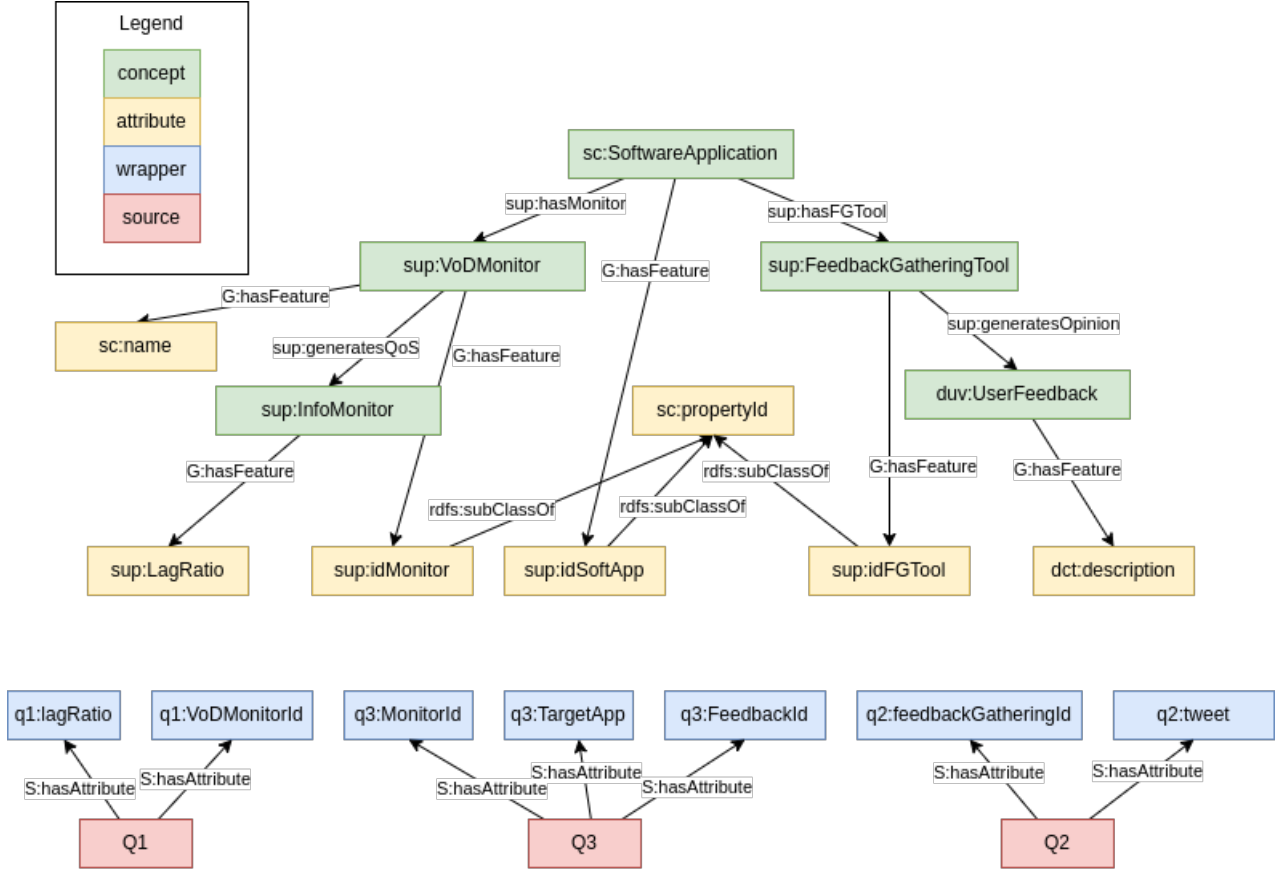 Legend
concept
attribute
wrapper
source
sc:SoftwareApplication
sup:hasMonitor
sup:hasFGTool
sup:VoDMonitor
G:hasFeature
sup:FeedbackGatheringTool
G:hasFeature
sup:generatesOpinion
sc:name
sup:generatesQoS
G:hasFeature
sup:InfoMonitor
sc:propertyId
duv:UserFeedback
G:hasFeature
rdfs:subClassOf
G:hasFeature
G:hasFeature
rdfs:subClassOf
rdfs:subClassOf
sup:LagRatio
sup:idMonitor
sup:idSoftApp
sup:idFGTool
dct:description
q1:lagRatio
q1:VoDMonitorId
q3:MonitorId
q3:TargetApp
q3:FeedbackId
q2:feedbackGatheringId
q2:tweet
S:hasAttribute
S:hasAttribute
S:hasAttribute
S:hasAttribute
S:hasAttribute
S:hasAttribute
S:hasAttribute
Q1
Q3
Q2